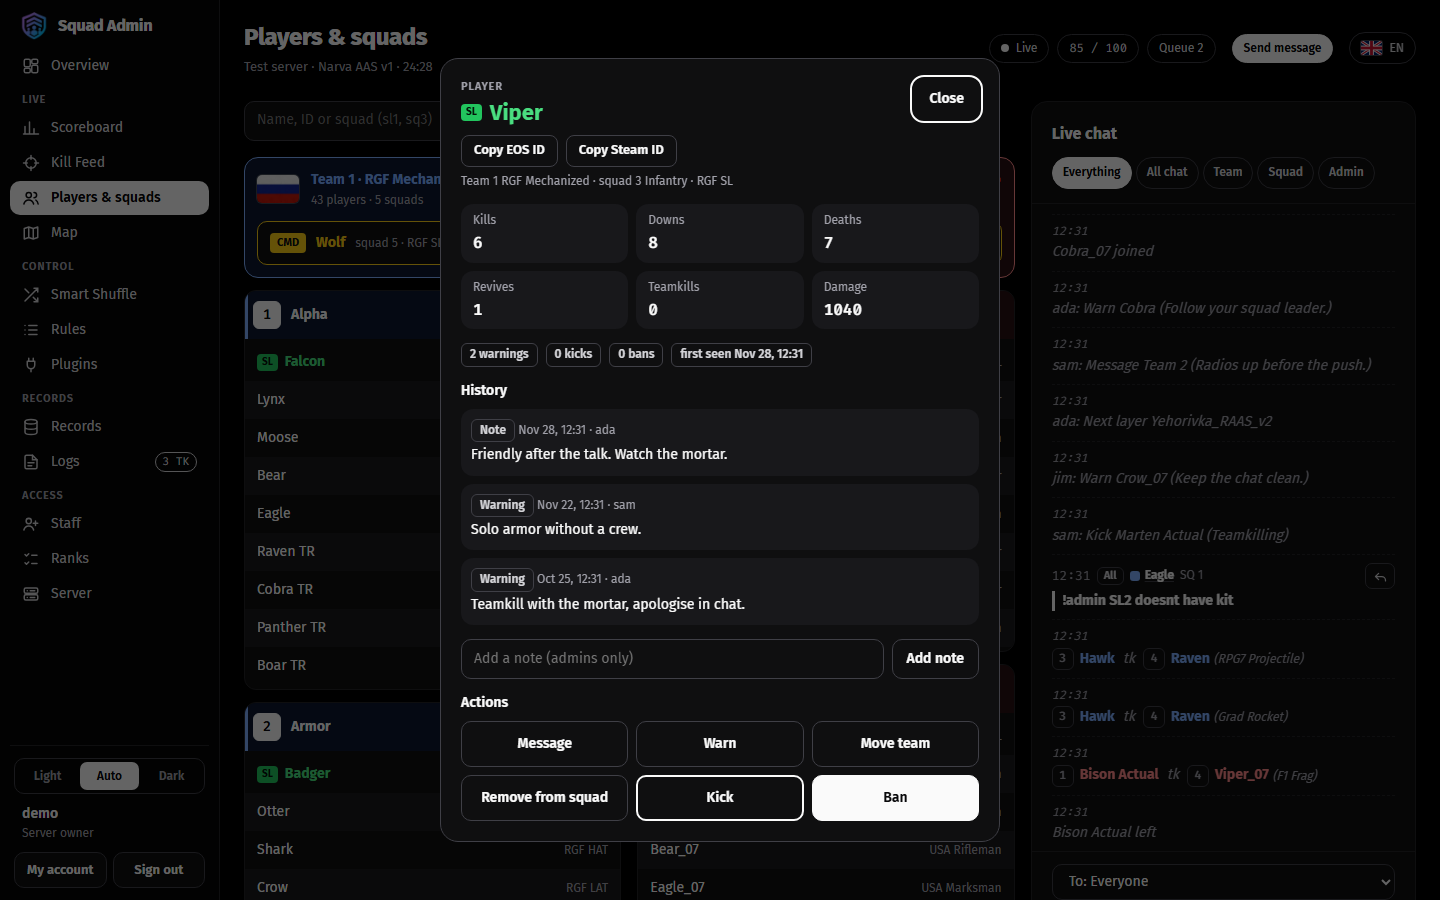 Squad Admin
Overview
LIVE
Scoreboard
Kill Feed
Players & squads
Map
CONTROL
Smart Shuffle
Rules
Plugins
RECORDS
Records
Logs
3 TK
ACCESS
Staff
Ranks
Server
Light Auto Dark
demo
Server owner
My account Sign out
Players & squads
Test server · Narva AAS v1 · 24:28
Live
85 / 100
Queue 2
Send message
EN
Name, ID or squad (sl1, sq3)
Team 1 · RGF Mechan
43 players · 5 squads
CMD Wolf squad 5 · RGF SL
1 Alpha
SL Falcon
Lynx
Moose
Bear
Eagle
Raven TR
Cobra TR
Panther TR
Boar TR
2 Armor
SL Badger
Otter
Shark RGF HAT
Crow RGF LAT
Bear_07 USA Rifleman
Eagle_07 USA Marksman
PLAYER
SL Viper
Close
Copy EOS ID Copy Steam ID
Team 1 RGF Mechanized · squad 3 Infantry · RGF SL
Kills
6
Downs
8
Deaths
7
Revives
1
Teamkills
0
Damage
1040
2 warnings 0 kicks 0 bans first seen Nov 28, 12:31
History
Note Nov 28, 12:31 · ada
Friendly after the talk. Watch the mortar.
Warning Nov 22, 12:31 · sam
Solo armor without a crew.
Warning Oct 25, 12:31 · ada
Teamkill with the mortar, apologise in chat.
Add a note (admins only) Add note
Actions
Message Warn Move team
Remove from squad Kick Ban
Live chat
Everything All chat Team Squad Admin
12:31
Cobra_07 joined
12:31
ada: Warn Cobra (Follow your squad leader.)
12:31
sam: Message Team 2 (Radios up before the push.)
12:31
ada: Next layer Yehorivka_RAAS_v2
12:31
jim: Warn Crow_07 (Keep the chat clean.)
12:31
sam: Kick Marten Actual (Teamkilling)
12:31 All Eagle SQ 1
!admin SL2 doesnt have kit
12:31
3 Hawk tk 4 Raven (RPG7 Projectile)
12:31
3 Hawk tk 4 Raven (Grad Rocket)
12:31
1 Bison Actual tk 4 Viper_07 (F1 Frag)
12:31
Bison Actual left
To: Everyone